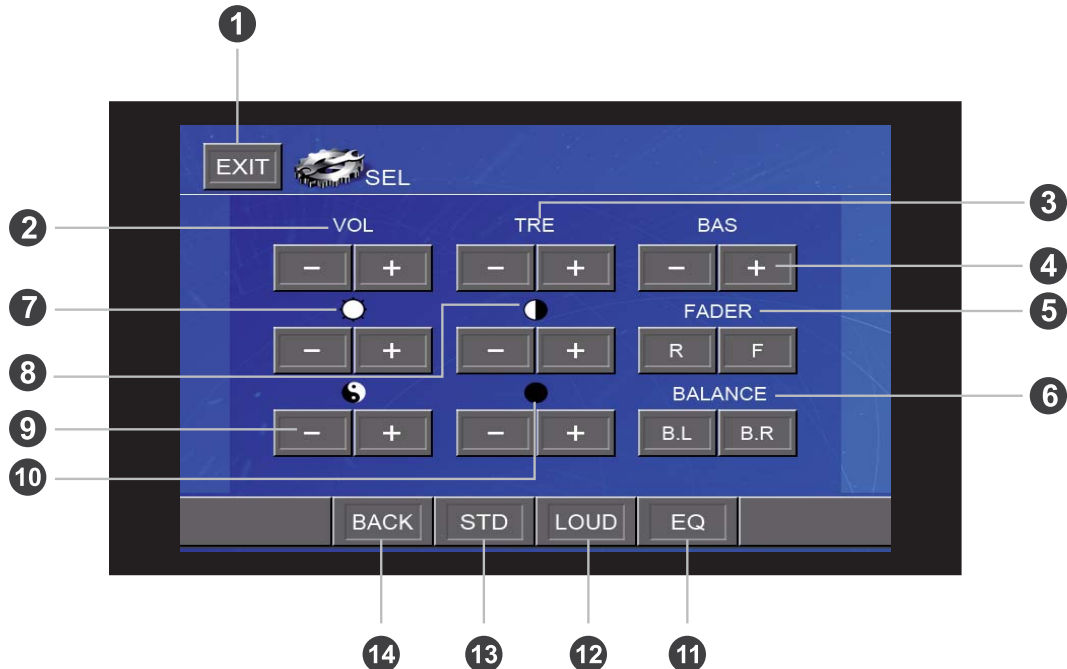 1
EXIT SEL
2 VOL TRE BAS 3
− + − + − + 4
7 FADER 5
8 − + − + R F
BALANCE 6
9 − + − + B.L B.R
10
BACK STD LOUD EQ
14 13 12 11